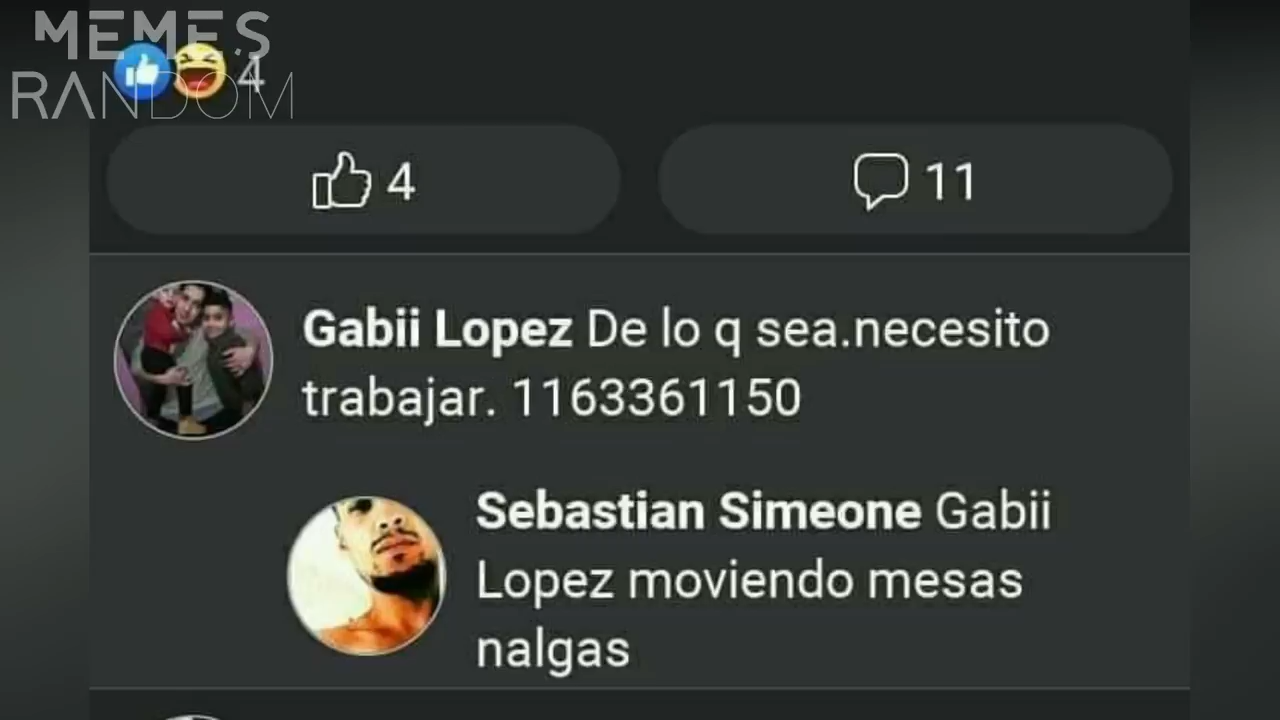 MEMES
RANDOM
4
4
11
Gabii Lopez De lo q sea.necesito
trabajar. 1163361150
Sebastian Simeone Gabii
Lopez moviendo mesas
nalgas